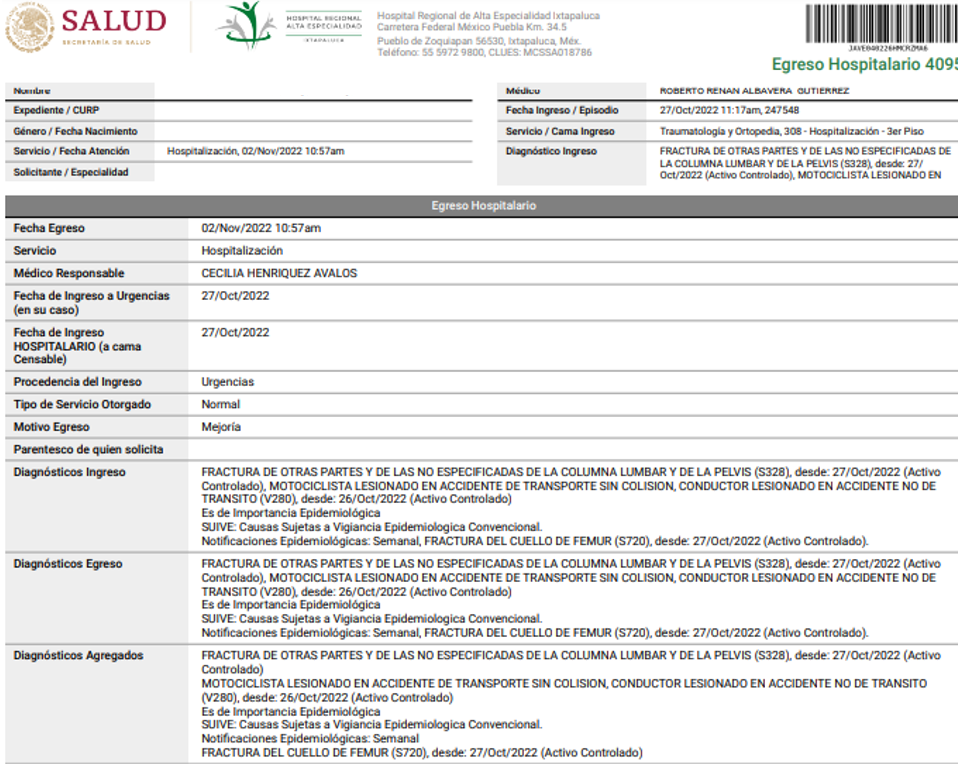 SALUD
SECRETARÍA DE SALUD
HOSPITAL REGIONAL
ALTA ESPECIALIDAD
IXTAPALUCA
Hospital Regional de Alta Especialidad Ixtapaluca
Carretera Federal México Puebla Km. 34.5
Pueblo de Zoquiapan 56530, Ixtapaluca, Méx.
Teléfono: 55 5972 9800, CLUES: MCSSA018786
JAVE040226HMCRZMA6
Egreso Hospitalario 4095
Nombre
Expediente / CURP
Género / Fecha Nacimiento
Servicio / Fecha Atención Hospitalización, 02/Nov/2022 10:57am
Solicitante / Especialidad
Médico ROBERTO RENAN ALBAVERA GUTIERREZ
Fecha Ingreso / Episodio 27/Oct/2022 11:17am, 247548
Servicio / Cama Ingreso Traumatología y Ortopedia, 308 - Hospitalización - 3er Piso
Diagnóstico Ingreso FRACTURA DE OTRAS PARTES Y DE LAS NO ESPECIFICADAS DE
LA COLUMNA LUMBAR Y DE LA PELVIS (S328), desde: 27/
Oct/2022 (Activo Controlado), MOTOCICLISTA LESIONADO EN
Egreso Hospitalario
Fecha Egreso 02/Nov/2022 10:57am
Servicio Hospitalización
Médico Responsable CECILIA HENRIQUEZ AVALOS
Fecha de Ingreso a Urgencias 27/Oct/2022
(en su caso)
Fecha de Ingreso 27/Oct/2022
HOSPITALARIO (a cama
Censable)
Procedencia del Ingreso Urgencias
Tipo de Servicio Otorgado Normal
Motivo Egreso Mejoría
Parentesco de quien solicita
Diagnósticos Ingreso FRACTURA DE OTRAS PARTES Y DE LAS NO ESPECIFICADAS DE LA COLUMNA LUMBAR Y DE LA PELVIS (S328), desde: 27/Oct/2022 (Activo
Controlado), MOTOCICLISTA LESIONADO EN ACCIDENTE DE TRANSPORTE SIN COLISION, CONDUCTOR LESIONADO EN ACCIDENTE NO DE
TRANSITO (V280), desde: 26/Oct/2022 (Activo Controlado)
Es de Importancia Epidemiológica
SUIVE: Causas Sujetas a Vigiancia Epidemiologica Convencional.
Notificaciones Epidemiológicas: Semanal, FRACTURA DEL CUELLO DE FEMUR (S720), desde: 27/Oct/2022 (Activo Controlado).
Diagnósticos Egreso FRACTURA DE OTRAS PARTES Y DE LAS NO ESPECIFICADAS DE LA COLUMNA LUMBAR Y DE LA PELVIS (S328), desde: 27/Oct/2022 (Activo
Controlado), MOTOCICLISTA LESIONADO EN ACCIDENTE DE TRANSPORTE SIN COLISION, CONDUCTOR LESIONADO EN ACCIDENTE NO DE
TRANSITO (V280), desde: 26/Oct/2022 (Activo Controlado)
Es de Importancia Epidemiológica
SUIVE: Causas Sujetas a Vigiancia Epidemiologica Convencional.
Notificaciones Epidemiológicas: Semanal, FRACTURA DEL CUELLO DE FEMUR (S720), desde: 27/Oct/2022 (Activo Controlado).
Diagnósticos Agregados FRACTURA DE OTRAS PARTES Y DE LAS NO ESPECIFICADAS DE LA COLUMNA LUMBAR Y DE LA PELVIS (S328), desde: 27/Oct/2022 (Activo
Controlado)
MOTOCICLISTA LESIONADO EN ACCIDENTE DE TRANSPORTE SIN COLISION, CONDUCTOR LESIONADO EN ACCIDENTE NO DE TRANSITO
(V280), desde: 26/Oct/2022 (Activo Controlado)
Es de Importancia Epidemiológica
SUIVE: Causas Sujetas a Vigiancia Epidemiologica Convencional.
Notificaciones Epidemiológicas: Semanal
FRACTURA DEL CUELLO DE FEMUR (S720), desde: 27/Oct/2022 (Activo Controlado)